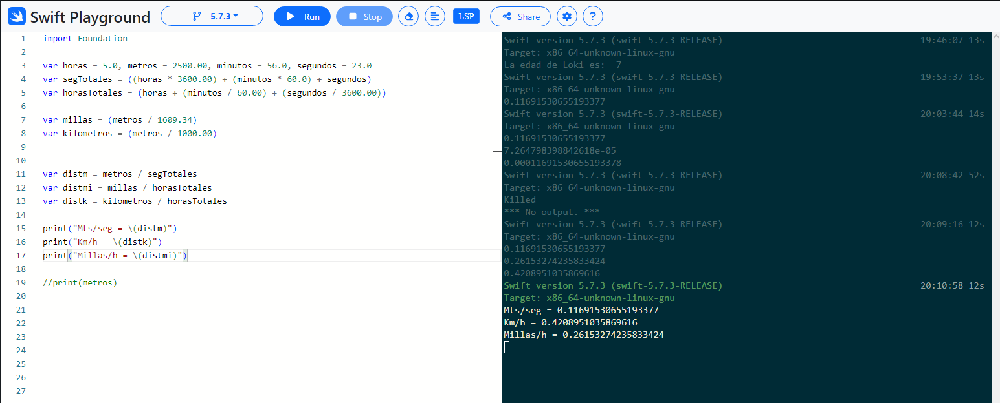 Swift Playground 5.7.3 Run Stop LSP Share ?
1 import Foundation
2
3 var horas = 5.0, metros = 2500.00, minutos = 56.0, segundos = 23.0
4 var segTotales = ((horas * 3600.00) + (minutos * 60.0) + segundos)
5 var horasTotales = (horas + (minutos / 60.00) + (segundos / 3600.00))
6
7 var millas = (metros / 1609.34)
8 var kilometros = (metros / 1000.00)
9
10
11 var distm = metros / segTotales
12 var distmi = millas / horasTotales
13 var distk = kilometros / horasTotales
14
15 print("Mts/seg = \(distm)")
16 print("Km/h = \(distk)")
17 print("Millas/h = \(distmi)")
18
19 //print(metros)
20
21
22
23
24
25
26
27
Swift version 5.7.3 (swift-5.7.3-RELEASE) 19:46:07 13s
Target: x86_64-unknown-linux-gnu
La edad de Loki es:  7
Swift version 5.7.3 (swift-5.7.3-RELEASE) 19:53:37 13s
Target: x86_64-unknown-linux-gnu
0.11691530655193377
Swift version 5.7.3 (swift-5.7.3-RELEASE) 20:03:44 14s
Target: x86_64-unknown-linux-gnu
0.11691530655193377
7.264798398842618e-05
0.00011691530655193378
Swift version 5.7.3 (swift-5.7.3-RELEASE) 20:08:42 52s
Target: x86_64-unknown-linux-gnu
Killed
*** No output. ***
Swift version 5.7.3 (swift-5.7.3-RELEASE) 20:09:16 12s
Target: x86_64-unknown-linux-gnu
0.11691530655193377
0.26153274235833424
0.4208951035869616
Swift version 5.7.3 (swift-5.7.3-RELEASE) 20:10:58 12s
Target: x86_64-unknown-linux-gnu
Mts/seg = 0.11691530655193377
Km/h = 0.4208951035869616
Millas/h = 0.26153274235833424